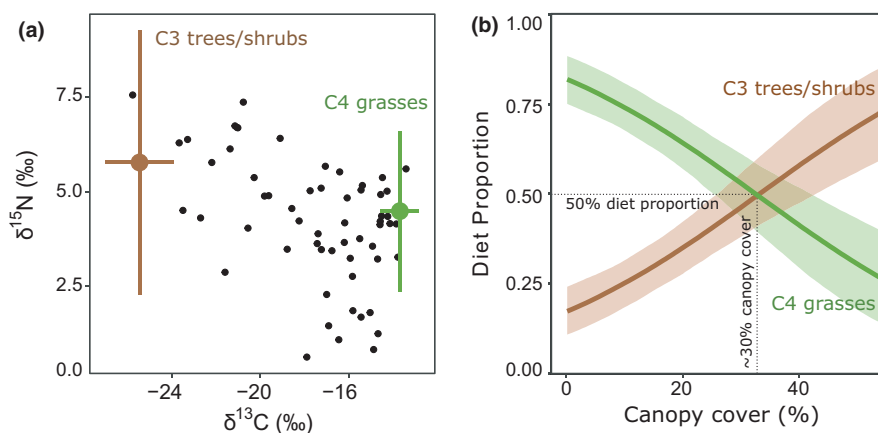 (a)
C3 trees/shrubs
C4 grasses
7.5
5.0
2.5
0.0
δ15N (‰)
−24
−20
−16
δ13C (‰)
(b)
1.00
0.75
0.50
0.25
0.00
Diet Proportion
C3 trees/shrubs
50% diet proportion
~30% canopy cover
C4 grasses
0
20
40
Canopy cover (%)